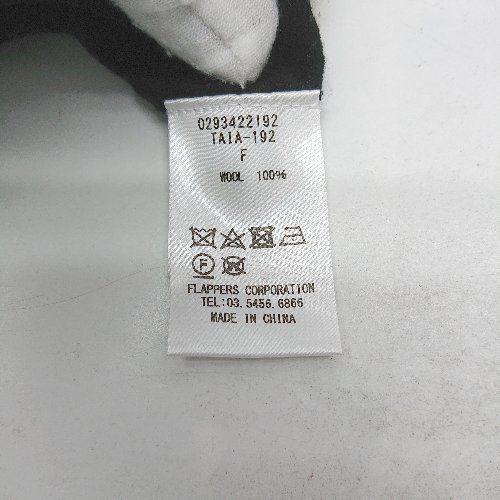 0293422192
TAIA-192
F
WOOL 100%
F
FLAPPERS CORPORATION
TEL:03.5456.6866
MADE IN CHINA